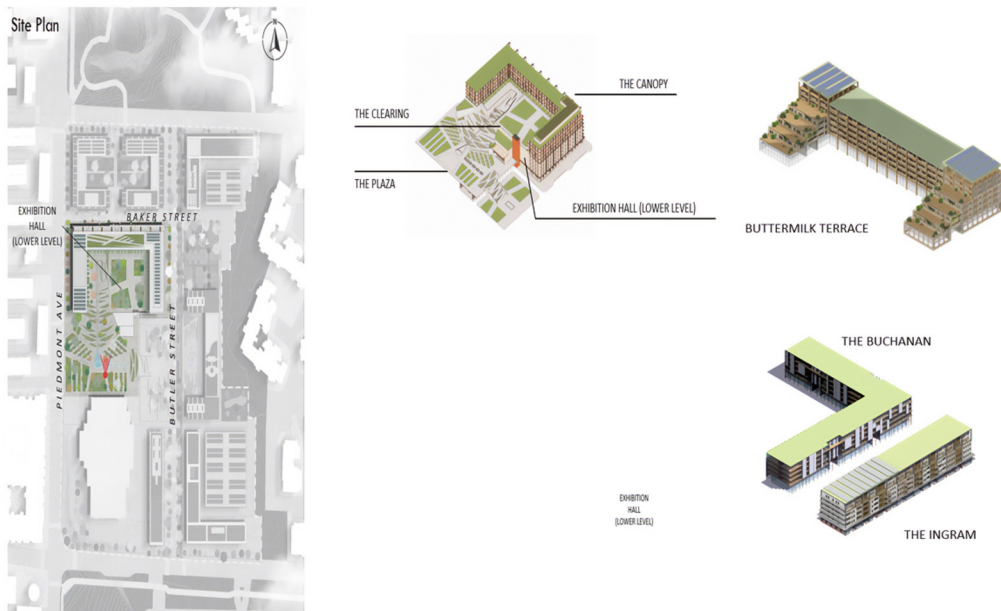 Site Plan
N
EXHIBITION
HALL
(LOWER LEVEL)
BAKER STREET
PIEDMONT AVE
BUTLER STREET
THE CANOPY
THE CLEARING
THE PLAZA
EXHIBITION HALL (LOWER LEVEL)
BUTTERMILK TERRACE
THE BUCHANAN
EXHIBITION
HALL
(LOWER LEVEL)
THE INGRAM